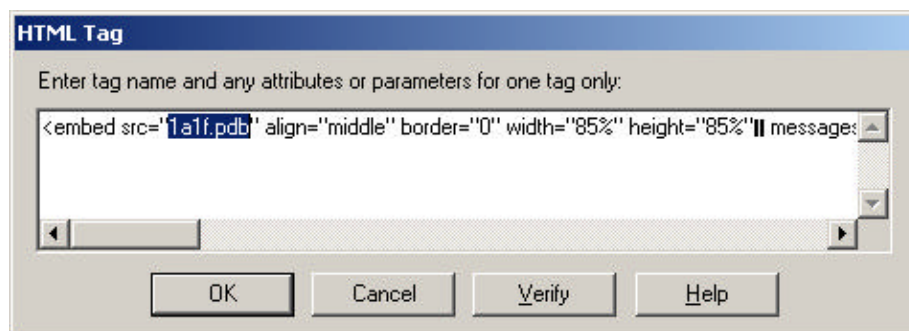 HTML Tag
Enter tag name and any attributes or parameters for one tag only:
<embed src="1a1f.pdb" align="middle" border="0" width="85%" height="85%"|| messages
OK Cancel Verify Help